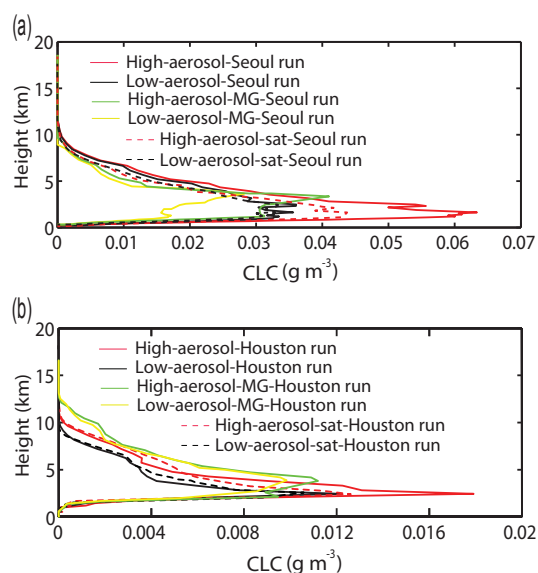 (a)
20
15
10
5
0
Height (km)
High-aerosol-Seoul run
Low-aerosol-Seoul run
High-aerosol-MG-Seoul run
Low-aerosol-MG-Seoul run
High-aerosol-sat-Seoul run
Low-aerosol-sat-Seoul run
0 0.01 0.02 0.03 0.04 0.05 0.06 0.07
CLC (g m⁻³)
(b)
20
15
10
5
0
Height (km)
High-aerosol-Houston run
Low-aerosol-Houston run
High-aerosol-MG-Houston run
Low-aerosol-MG-Houston run
High-aerosol-sat-Houston run
Low-aerosol-sat-Houston run
0 0.004 0.008 0.012 0.016 0.02
CLC (g m⁻³)